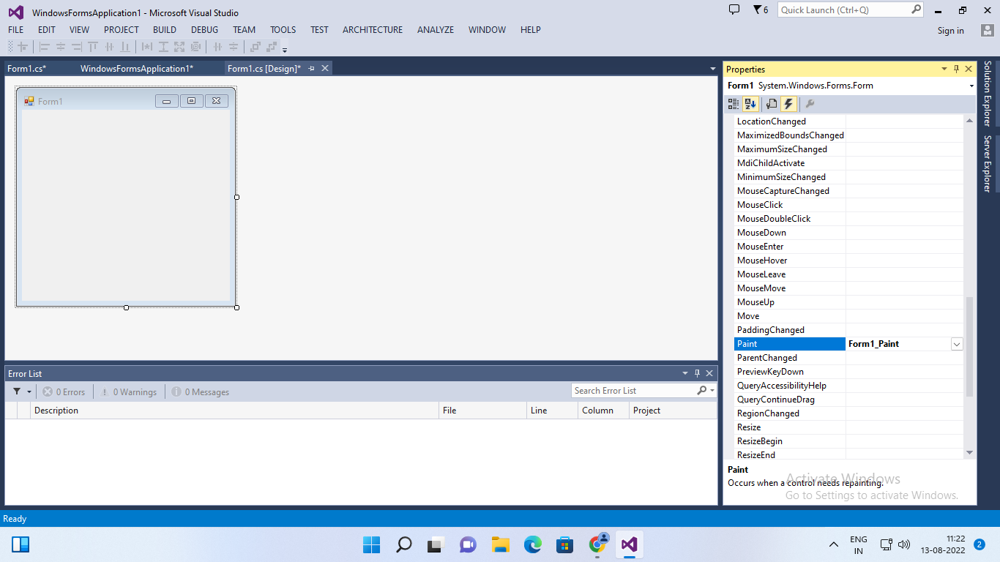 WindowsFormsApplication1 - Microsoft Visual Studio
6
Quick Launch (Ctrl+Q)
FILE EDIT VIEW PROJECT BUILD DEBUG TEAM TOOLS TEST ARCHITECTURE ANALYZE WINDOW HELP
Sign in
Form1.cs* WindowsFormsApplication1* Form1.cs [Design]*
Form1
Properties
Form1 System.Windows.Forms.Form
LocationChanged
MaximizedBoundsChanged
MaximumSizeChanged
MdiChildActivate
MinimumSizeChanged
MouseCaptureChanged
MouseClick
MouseDoubleClick
MouseDown
MouseEnter
MouseHover
MouseLeave
MouseMove
MouseUp
Move
PaddingChanged
Paint Form1_Paint
ParentChanged
PreviewKeyDown
QueryAccessibilityHelp
QueryContinueDrag
RegionChanged
Resize
ResizeBegin
ResizeEnd
Paint
Occurs when a control needs repainting.
Activate Windows
Go to Settings to activate Windows.
Solution Explorer
Server Explorer
Error List
0 Errors 0 Warnings 0 Messages
Search Error List
Description File Line Column Project
Ready
ENG
IN
11:22
13-08-2022
2